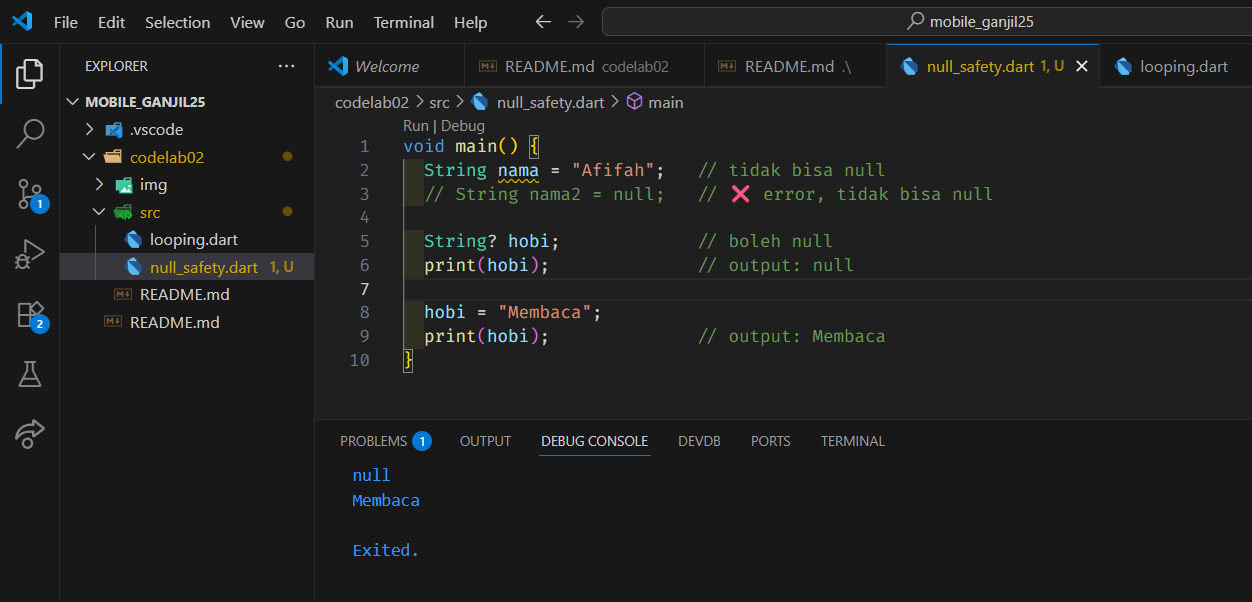 File Edit Selection View Go Run Terminal Help mobile_ganjil25
EXPLORER ...
MOBILE_GANJIL25
.vscode
codelab02
img
src
looping.dart
null_safety.dart 1, U
README.md
README.md
1
2
Welcome README.md codelab02 README.md .\ null_safety.dart 1, U looping.dart
codelab02 > src > null_safety.dart > main
Run | Debug
1 void main() {
2 String nama = "Afifah"; // tidak bisa null
3 // String nama2 = null; // ❌ error, tidak bisa null
4
5 String? hobi; // boleh null
6 print(hobi); // output: null
7
8 hobi = "Membaca";
9 print(hobi); // output: Membaca
10 }
PROBLEMS 1 OUTPUT DEBUG CONSOLE DEVDB PORTS TERMINAL
null
Membaca
Exited.